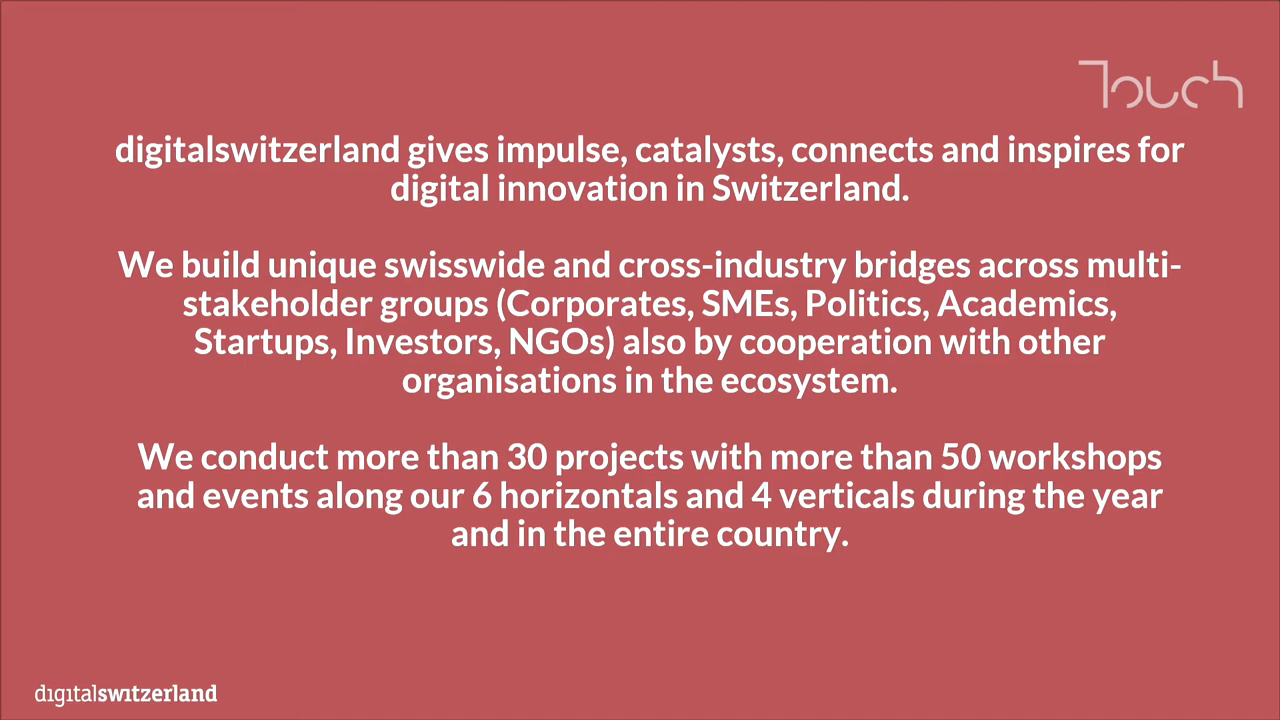 Touch
digitalswitzerland gives impulse, catalysts, connects and inspires for
digital innovation in Switzerland.
We build unique swisswide and cross-industry bridges across multi-
stakeholder groups (Corporates, SMEs, Politics, Academics,
Startups, Investors, NGOs) also by cooperation with other
organisations in the ecosystem.
We conduct more than 30 projects with more than 50 workshops
and events along our 6 horizontals and 4 verticals during the year
and in the entire country.
digitalswitzerland